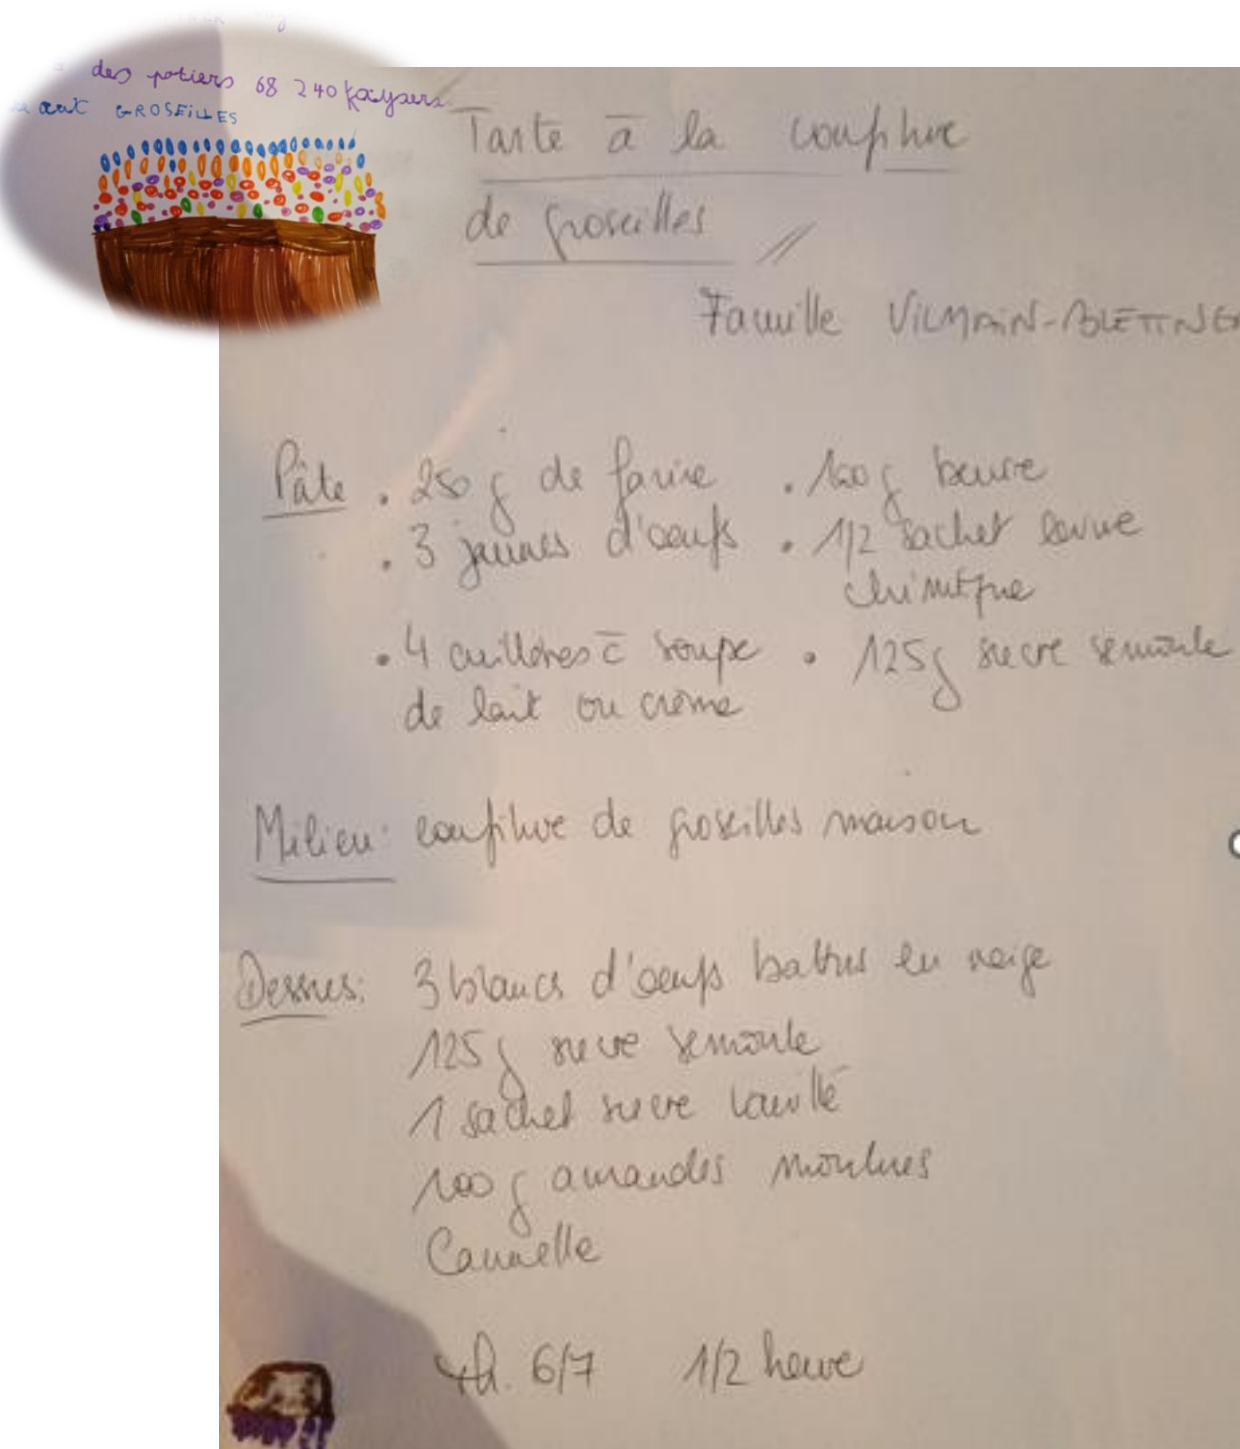 des potiers 68 240 Kaysers
aux GROSEILLES
Tarte à la confiture
de groseilles
Famille VILMAIN-BLETTNER
Pâte . 250 g de farine . 100 g beurre
. 3 jaunes d'oeufs . 1/2 sachet levure
chimique
. 4 cuillères à soupe . 125g sucre semoule
de lait ou crème
Milieu: confiture de groseilles maison
Dessus: 3 blancs d'oeufs battus en neige
125g sucre semoule
1 sachet sucre vanillé
100 g amandes moulues
Cannelle
th. 6/7 1/2 heure